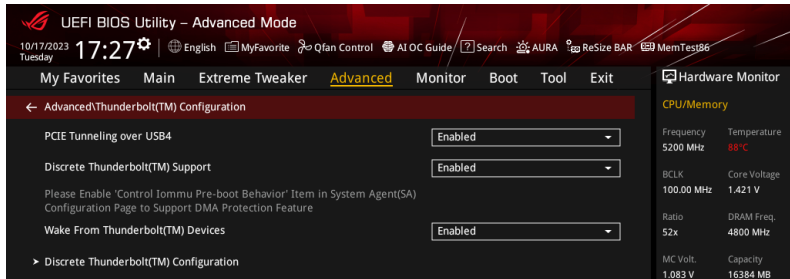 UEFI BIOS Utility – Advanced Mode
10/17/2023 Tuesday 17:27 English MyFavorite Qfan Control AI OC Guide ? Search AURA ReSize BAR MemTest86
My Favorites Main Extreme Tweaker Advanced Monitor Boot Tool Exit Hardware Monitor
← Advanced\Thunderbolt(TM) Configuration
CPU/Memory
PCIE Tunneling over USB4 Enabled
Frequency Temperature
5200 MHz 88°C
Discrete Thunderbolt(TM) Support Enabled
BCLK Core Voltage
100.00 MHz 1.421 V
Please Enable 'Control Iommu Pre-boot Behavior' Item in System Agent(SA)
Configuration Page to Support DMA Protection Feature
Ratio DRAM Freq.
52x 4800 MHz
Wake From Thunderbolt(TM) Devices Enabled
MC Volt. Capacity
1.083 V 16384 MB
> Discrete Thunderbolt(TM) Configuration